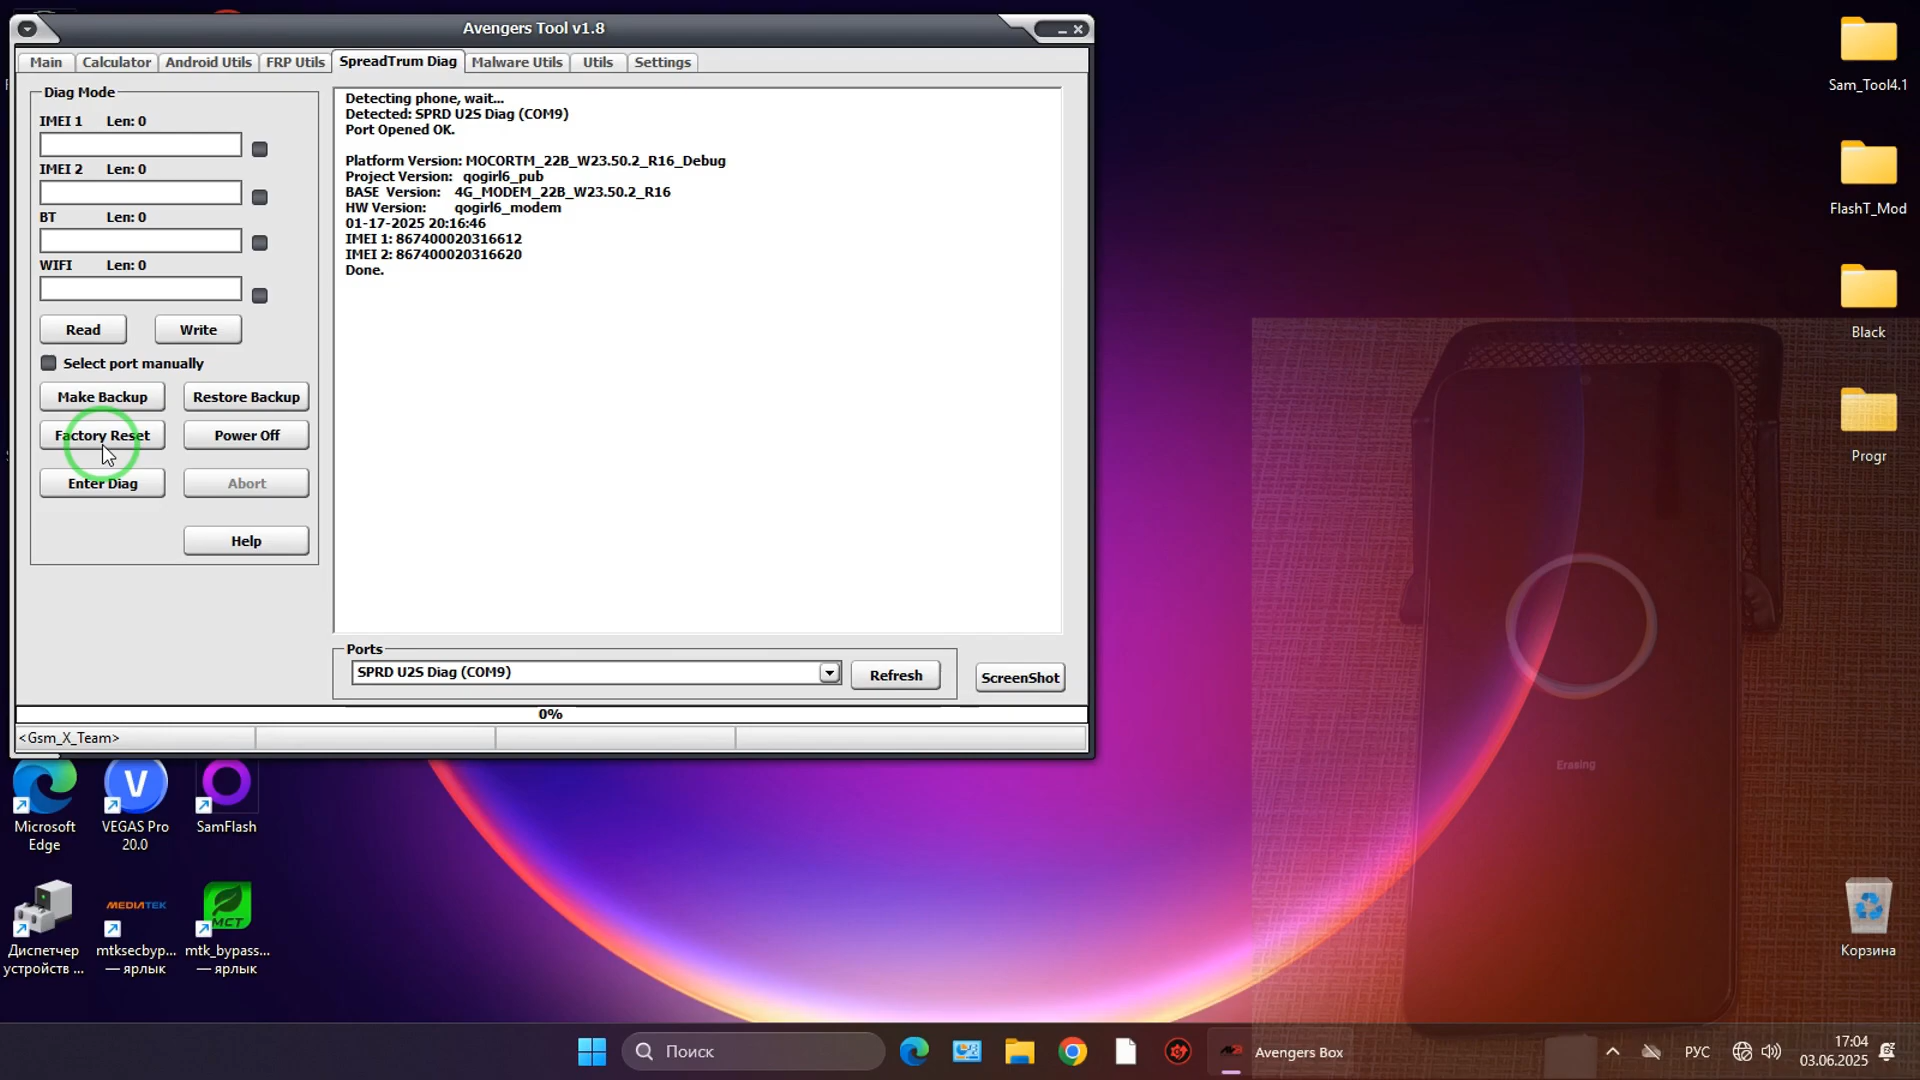 Avengers Tool v1.8
Main
Calculator
Android Utils
FRP Utils
SpreadTrum Diag
Malware Utils
Utils
Settings
Diag Mode
IMEI 1 Len: 0
IMEI 2 Len: 0
BT Len: 0
WIFI Len: 0
Read
Write
Select port manually
Make Backup
Restore Backup
Factory Reset
Power Off
Enter Diag
Abort
Help
Detecting phone, wait...
Detected: SPRD U2S Diag (COM9)
Port Opened OK.
Platform Version: MOCORTM_22B_W23.50.2_R16_Debug
Project Version: qogirl6_pub
BASE Version: 4G_MODEM_22B_W23.50.2_R16
HW Version: qogirl6_modem
01-17-2025 20:16:46
IMEI 1: 867400020316612
IMEI 2: 867400020316620
Done.
Ports
SPRD U2S Diag (COM9)
Refresh
ScreenShot
0%
<Gsm_X_Team>
Sam_Tool4.1
FlashT_Mod
Black
Progr
Erasing
Microsoft
Edge
VEGAS Pro
20.0
SamFlash
MEDIATEK
MCT
Диспетчер
устройств ...
mtksecbyp...
— ярлык
mtk_bypass...
— ярлык
Корзина
Поиск
Avengers Box
РУС
17:04
03.06.2025